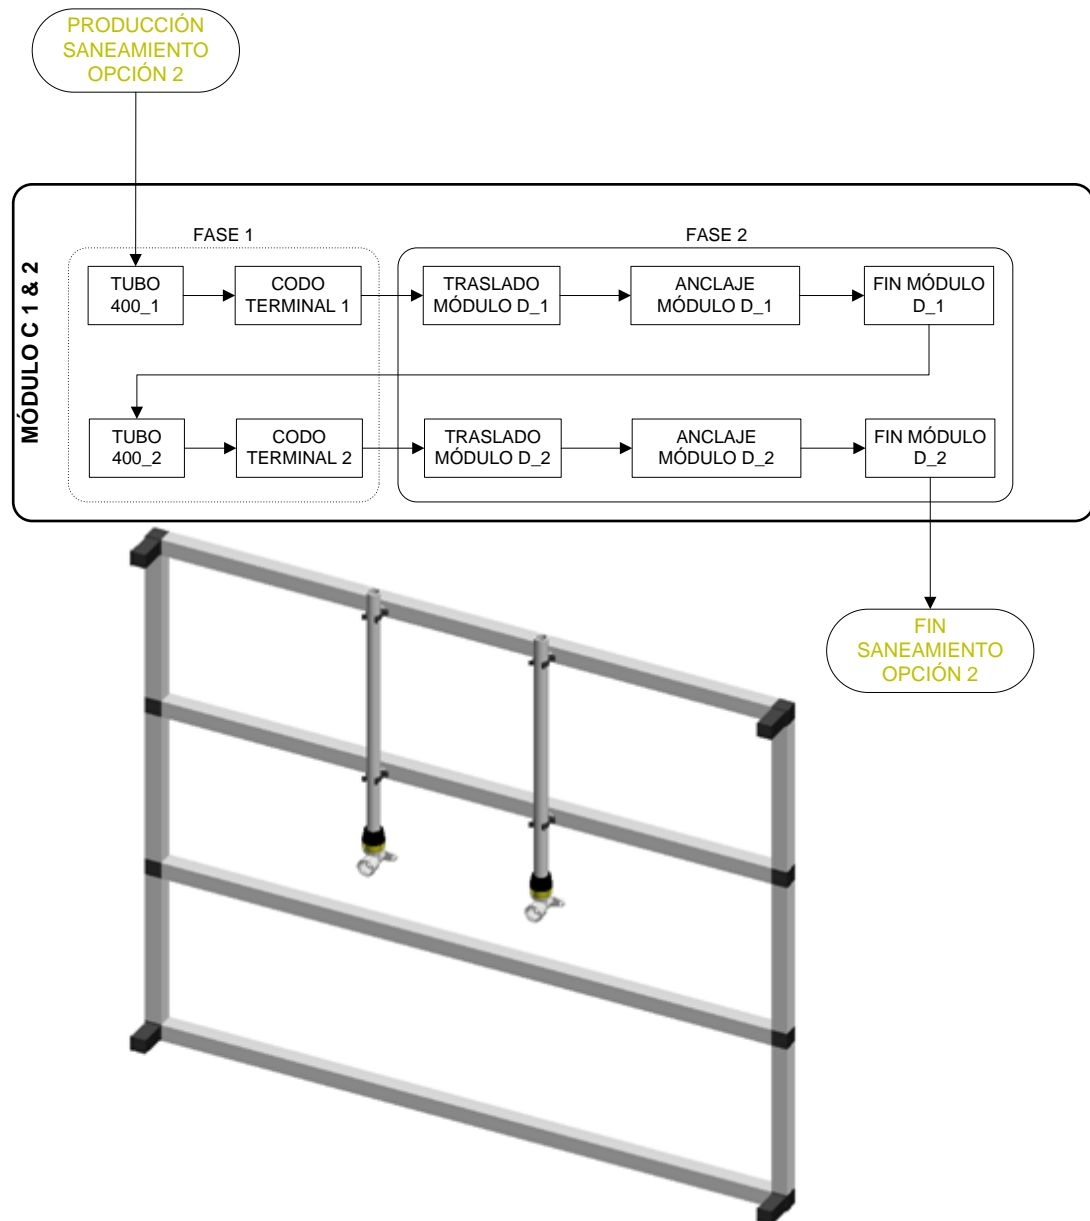 PRODUCCIÓN
SANEAMIENTO
OPCIÓN 2
MÓDULO C 1 & 2
FASE 1
FASE 2
TUBO
400_1
CODO
TERMINAL 1
TRASLADO
MÓDULO D_1
ANCLAJE
MÓDULO D_1
FIN MÓDULO
D_1
TUBO
400_2
CODO
TERMINAL 2
TRASLADO
MÓDULO D_2
ANCLAJE
MÓDULO D_2
FIN MÓDULO
D_2
FIN
SANEAMIENTO
OPCIÓN 2